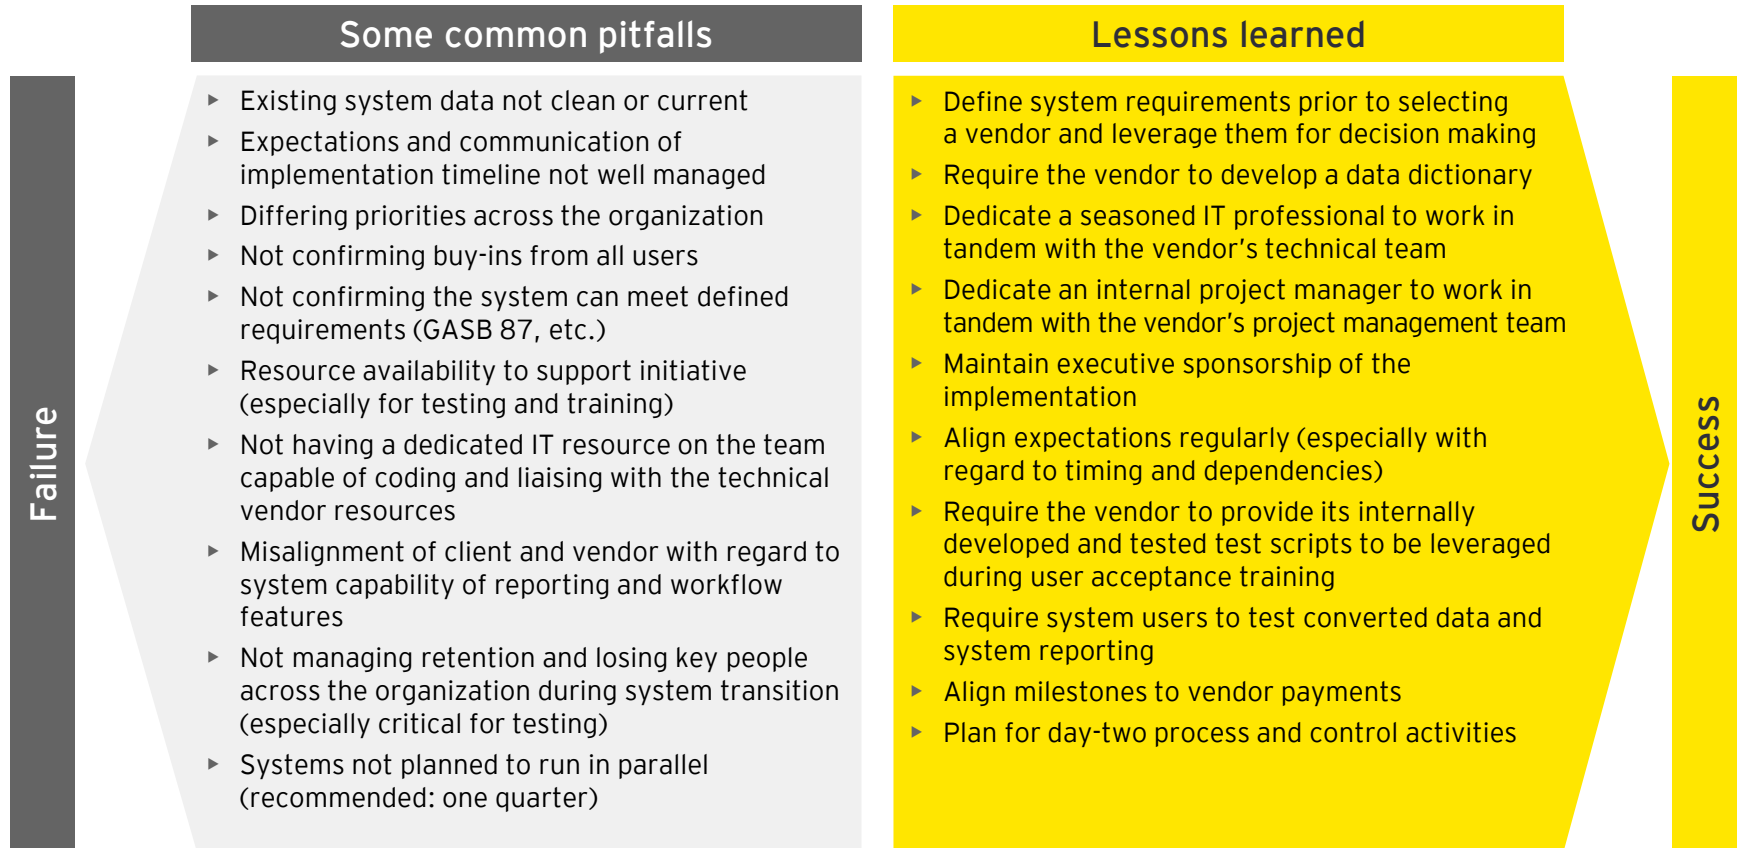 Some common pitfalls
Failure
▸ Existing system data not clean or current
▸ Expectations and communication of
implementation timeline not well managed
▸ Differing priorities across the organization
▸ Not confirming buy-ins from all users
▸ Not confirming the system can meet defined
requirements (GASB 87, etc.)
▸ Resource availability to support initiative
(especially for testing and training)
▸ Not having a dedicated IT resource on the team
capable of coding and liaising with the technical
vendor resources
▸ Misalignment of client and vendor with regard to
system capability of reporting and workflow
features
▸ Not managing retention and losing key people
across the organization during system transition
(especially critical for testing)
▸ Systems not planned to run in parallel
(recommended: one quarter)
Lessons learned
▸ Define system requirements prior to selecting
a vendor and leverage them for decision making
▸ Require the vendor to develop a data dictionary
▸ Dedicate a seasoned IT professional to work in
tandem with the vendor’s technical team
▸ Dedicate an internal project manager to work in
tandem with the vendor’s project management team
▸ Maintain executive sponsorship of the
implementation
▸ Align expectations regularly (especially with
regard to timing and dependencies)
▸ Require the vendor to provide its internally
developed and tested test scripts to be leveraged
during user acceptance training
▸ Require system users to test converted data and
system reporting
▸ Align milestones to vendor payments
▸ Plan for day-two process and control activities
Success